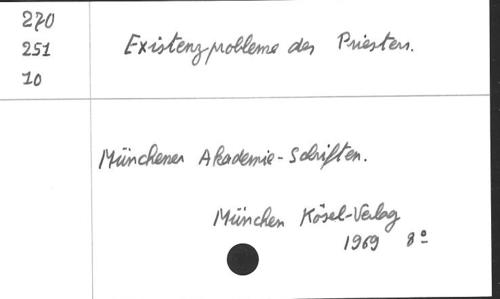 270
251
10
Existenzprobleme des Priesters.
Münchener Akademie-Schriften.
München Kösel-Verlag
1969 8°